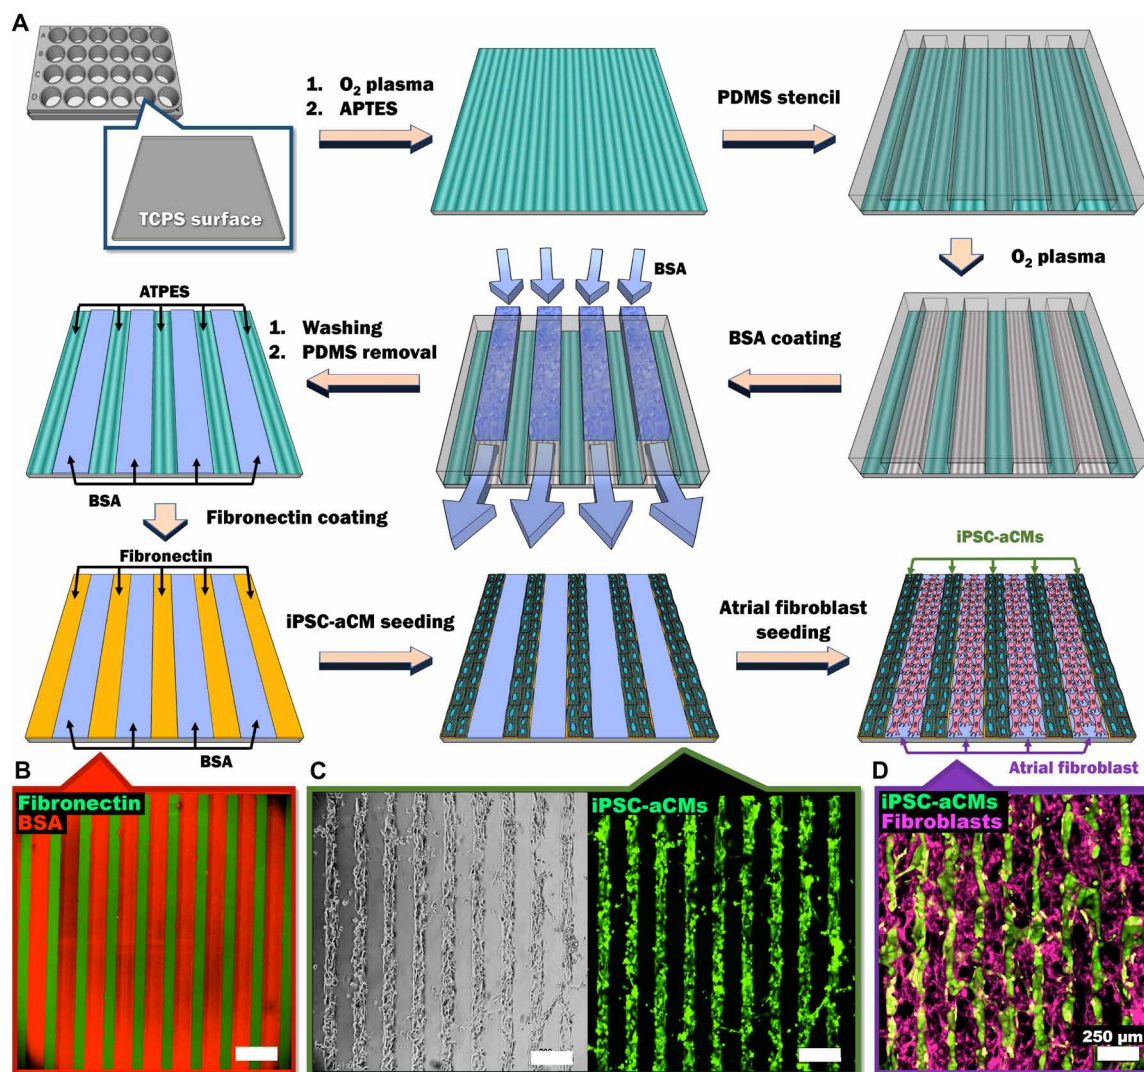 A
A
B
C
D
TCPS surface
1. O₂ plasma
2. APTES
PDMS stencil
O₂ plasma
BSA coating
BSA
1. Washing
2. PDMS removal
ATPES
BSA
Fibronectin coating
Fibronectin
BSA
iPSC-aCM seeding
Atrial fibroblast
seeding
iPSC-aCMs
Atrial fibroblast
B
Fibronectin
BSA
C
iPSC-aCMs
D
iPSC-aCMs
Fibroblasts
250 µm